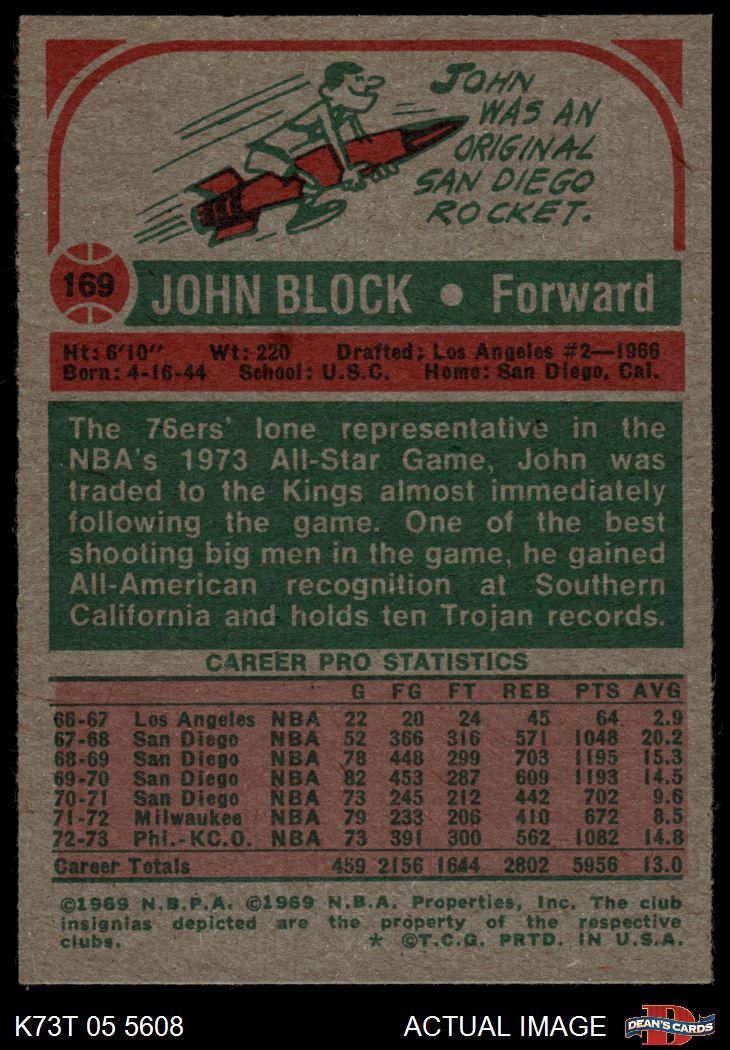 JOHN
WAS AN
ORIGINAL
SAN DIEGO
ROCKET.
169
JOHN BLOCK • Forward
Ht: 6'10" Wt: 220 Drafted: Los Angeles #2—1966
Born: 4-16-44 School: U.S.C. Home: San Diego, Cal.
The 76ers' lone representative in the
NBA's 1973 All-Star Game, John was
traded to the Kings almost immediately
following the game. One of the best
shooting big men in the game, he gained
All-American recognition at Southern
California and holds ten Trojan records.
CAREER PRO STATISTICS
G FG FT REB PTS AVG
66-67 Los Angeles NBA 22 20 24 45 64 2.9
67-68 San Diego NBA 52 366 316 571 1048 20.2
68-69 San Diego NBA 78 448 299 703 1195 15.3
69-70 San Diego NBA 82 453 287 609 1193 14.5
70-71 San Diego NBA 73 245 212 442 702 9.6
71-72 Milwaukee NBA 79 233 206 410 672 8.5
72-73 Phi.-KC.O. NBA 73 391 300 562 1082 14.8
Career Totals 459 2156 1644 2802 5956 13.0
©1969 N.B.P.A. ©1969 N.B.A. Properties, Inc. The club
insignias depicted are the property of the respective
clubs. * ©T.C.G. PRTD. IN U.S.A.
K73T 05 5608 ACTUAL IMAGE
D
DEAN'S CARDS